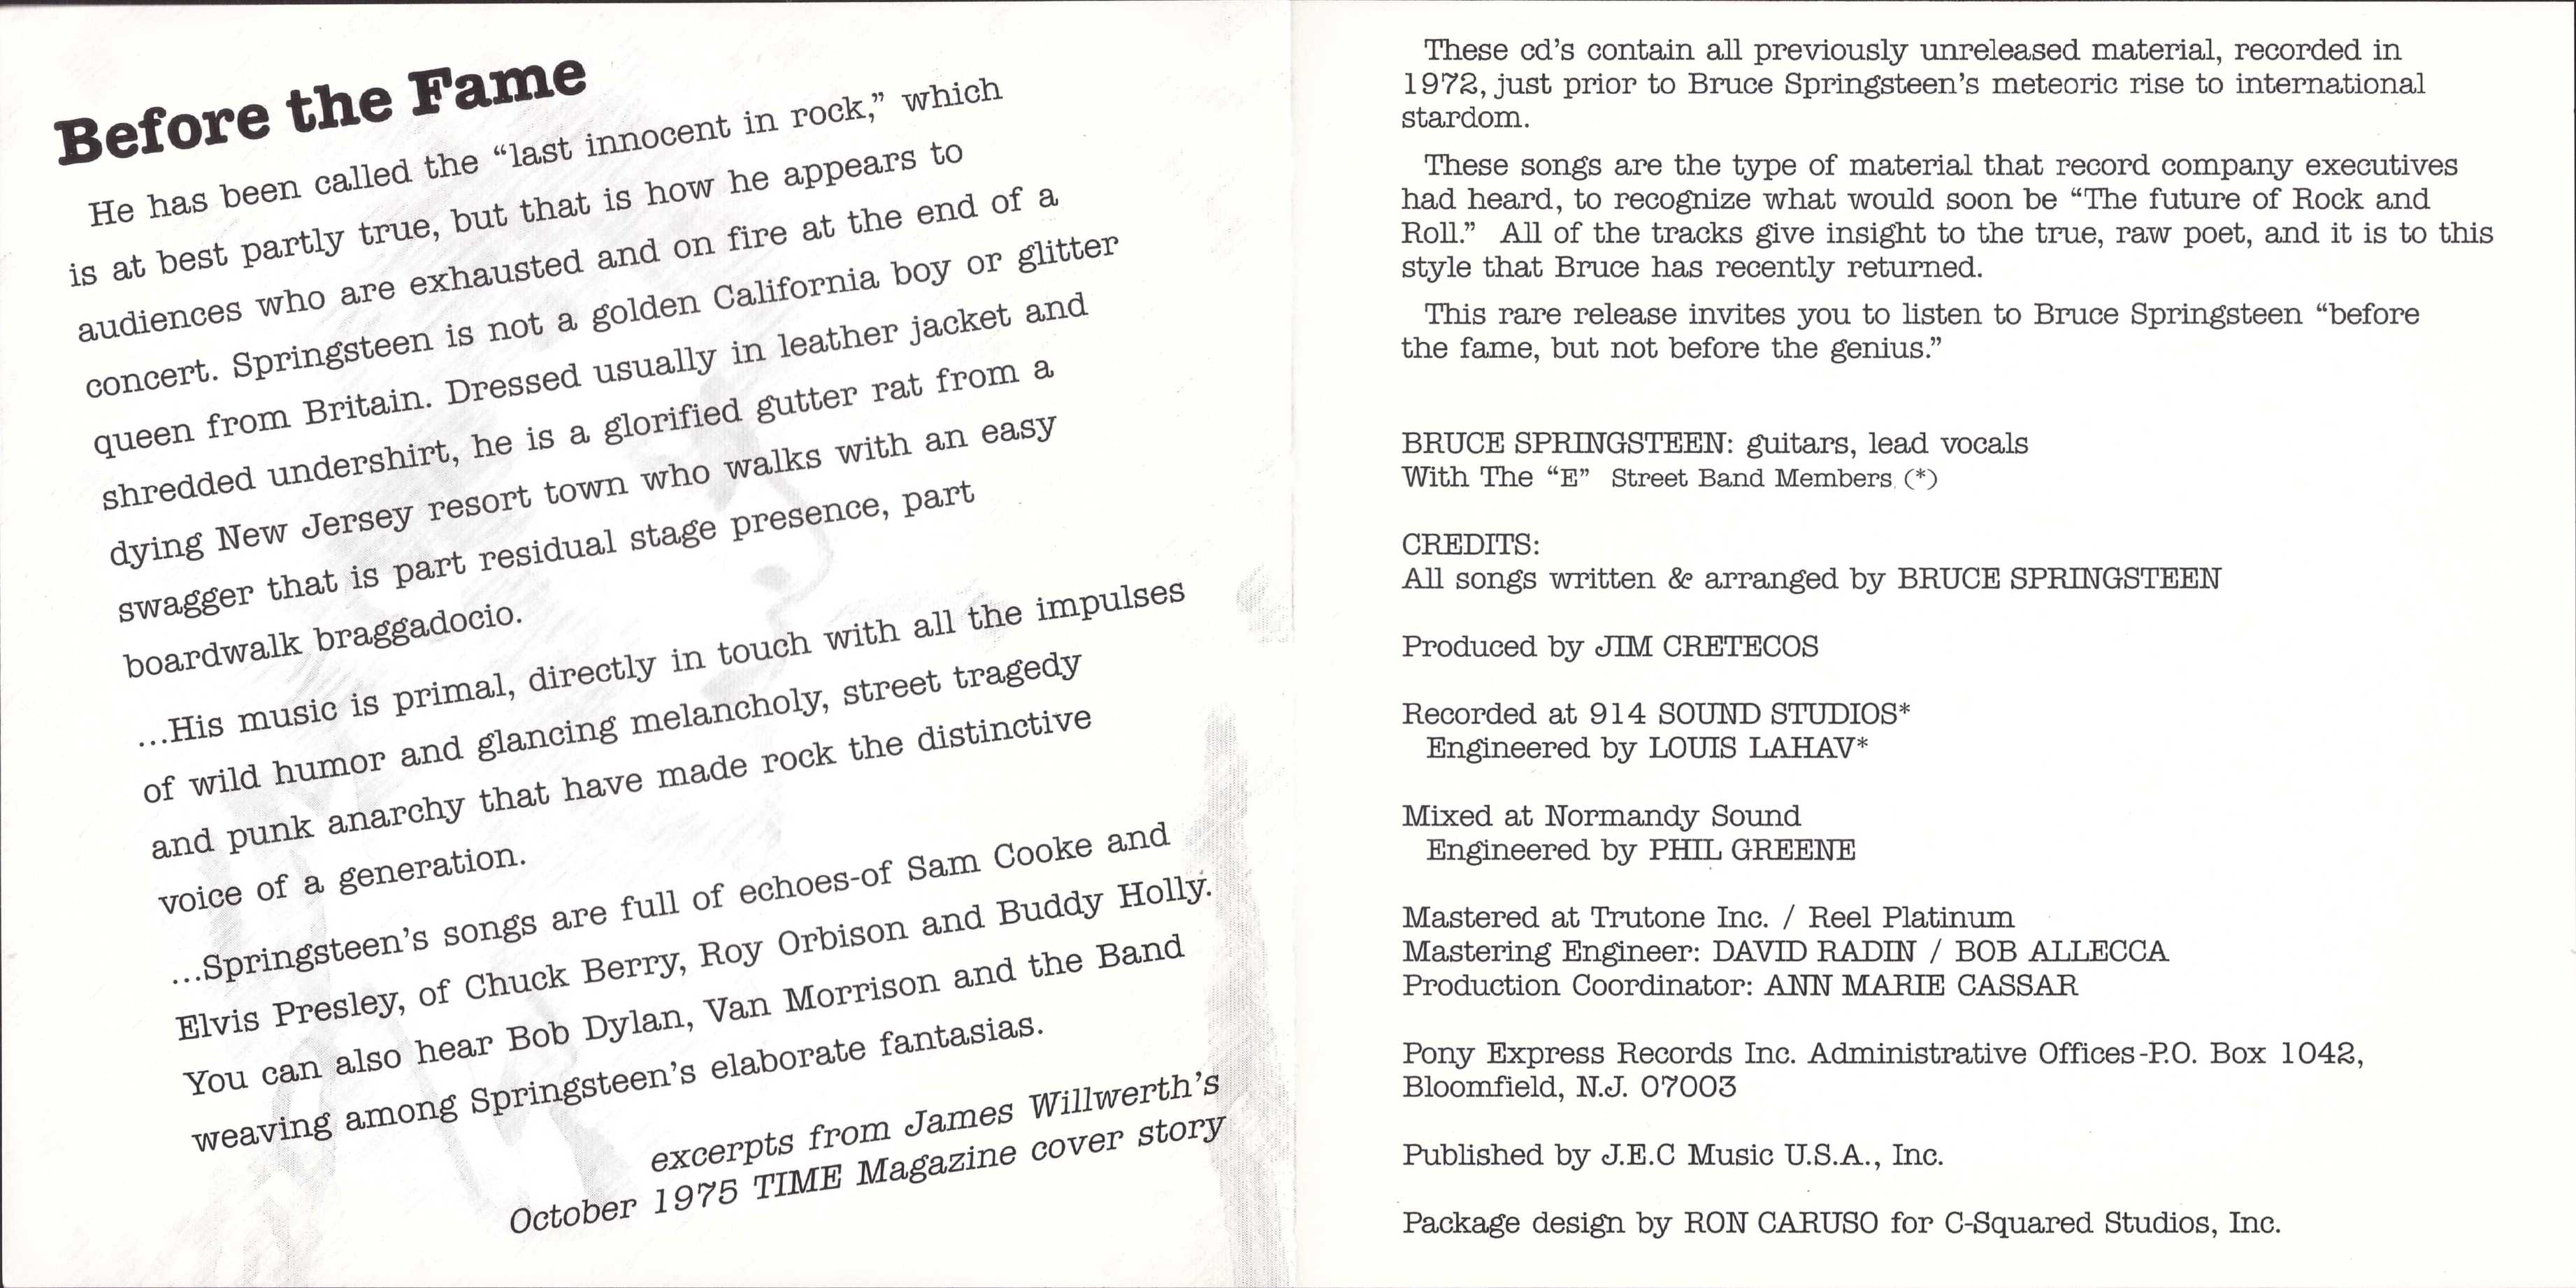 Before the Fame
He has been called the “last innocent in rock,” which
is at best partly true, but that is how he appears to
audiences who are exhausted and on fire at the end of a
concert. Springsteen is not a golden California boy or glitter
queen from Britain. Dressed usually in leather jacket and
shredded undershirt, he is a glorified gutter rat from a
dying New Jersey resort town who walks with an easy
swagger that is part residual stage presence, part
boardwalk braggadocio.
...His music is primal, directly in touch with all the impulses
of wild humor and glancing melancholy, street tragedy
and punk anarchy that have made rock the distinctive
voice of a generation.
...Springsteen’s songs are full of echoes-of Sam Cooke and
Elvis Presley, of Chuck Berry, Roy Orbison and Buddy Holly.
You can also hear Bob Dylan, Van Morrison and the Band
weaving among Springsteen’s elaborate fantasias.
excerpts from James Willwerth’s
October 1975 TIME Magazine cover story
These cd’s contain all previously unreleased material, recorded in
1972, just prior to Bruce Springsteen’s meteoric rise to international
stardom.
These songs are the type of material that record company executives
had heard, to recognize what would soon be “The future of Rock and
Roll.” All of the tracks give insight to the true, raw poet, and it is to this
style that Bruce has recently returned.
This rare release invites you to listen to Bruce Springsteen “before
the fame, but not before the genius.”
BRUCE SPRINGSTEEN: guitars, lead vocals
With The “E” Street Band Members (*)
CREDITS:
All songs written & arranged by BRUCE SPRINGSTEEN
Produced by JIM CRETECOS
Recorded at 914 SOUND STUDIOS*
Engineered by LOUIS LAHAV*
Mixed at Normandy Sound
Engineered by PHIL GREENE
Mastered at Trutone Inc. / Reel Platinum
Mastering Engineer: DAVID RADIN / BOB ALLECCA
Production Coordinator: ANN MARIE CASSAR
Pony Express Records Inc. Administrative Offices-P.O. Box 1042,
Bloomfield, N.J. 07003
Published by J.E.C Music U.S.A., Inc.
Package design by RON CARUSO for C-Squared Studios, Inc.